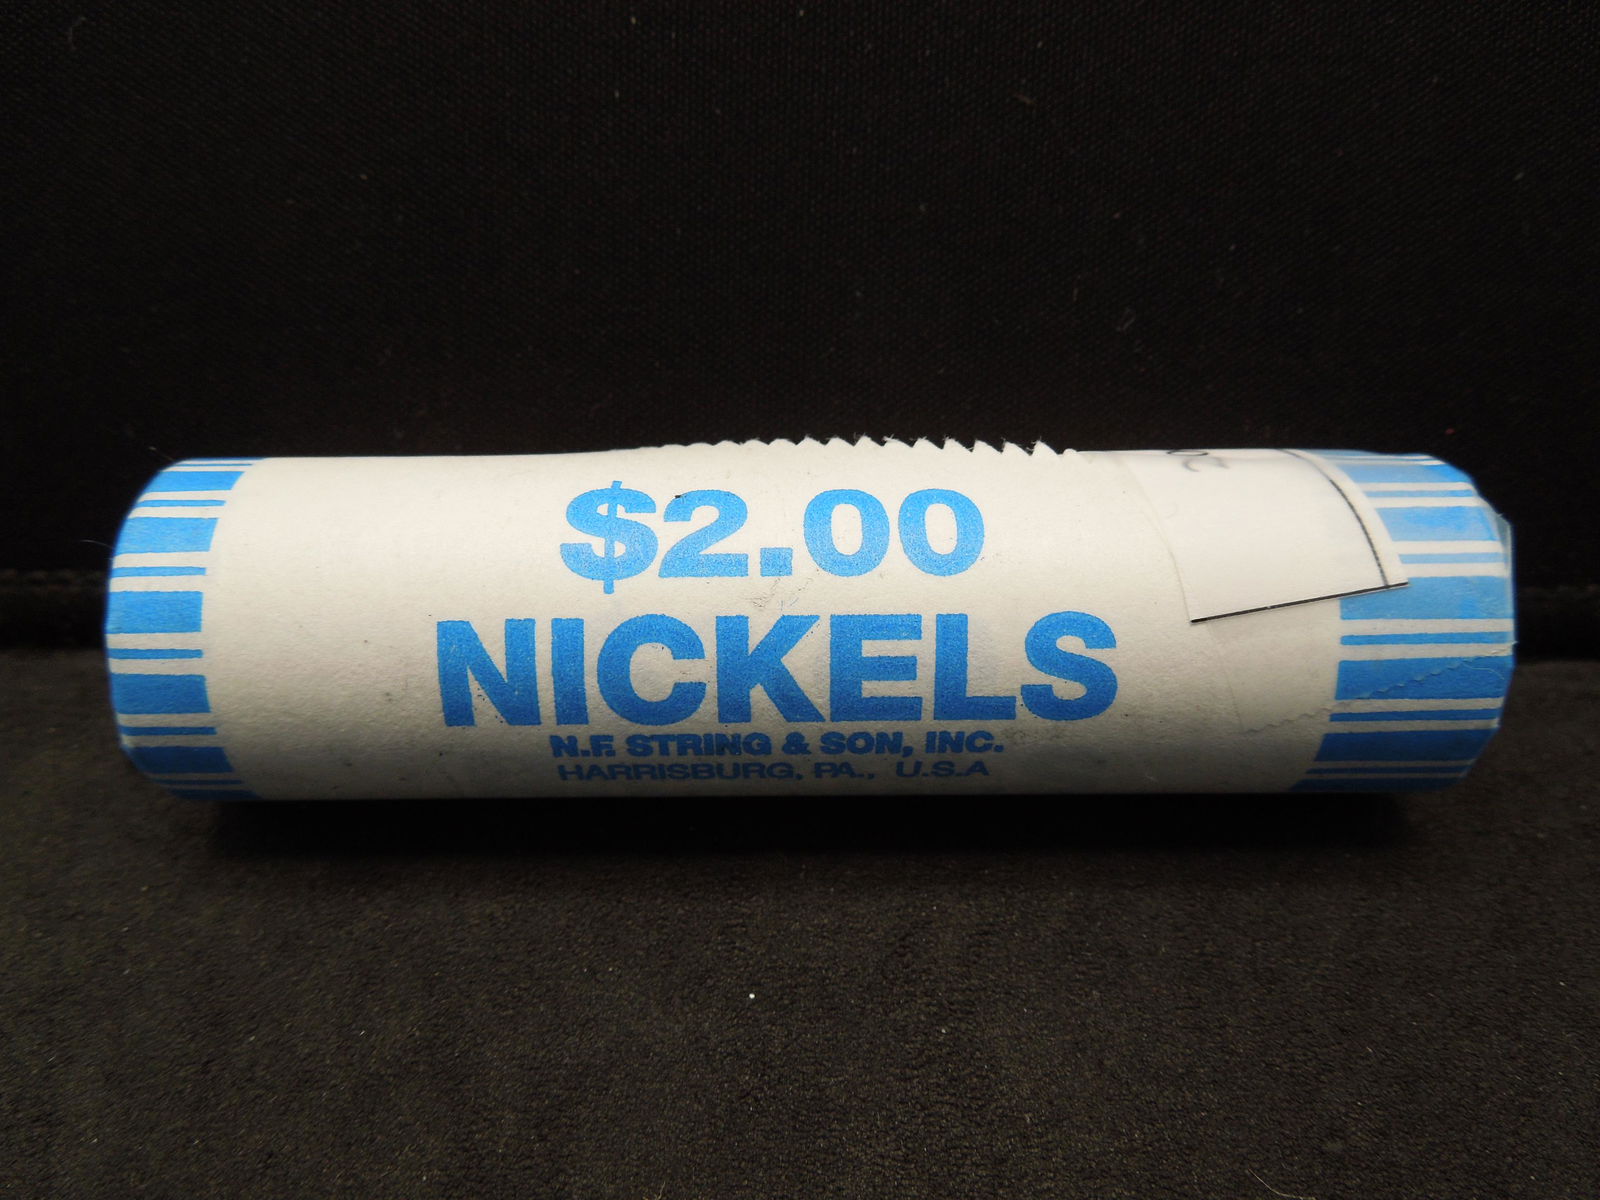 $2.00
NICKELS
N.F. STRING & SON, INC.
HARRISBURG, PA., U.S.A